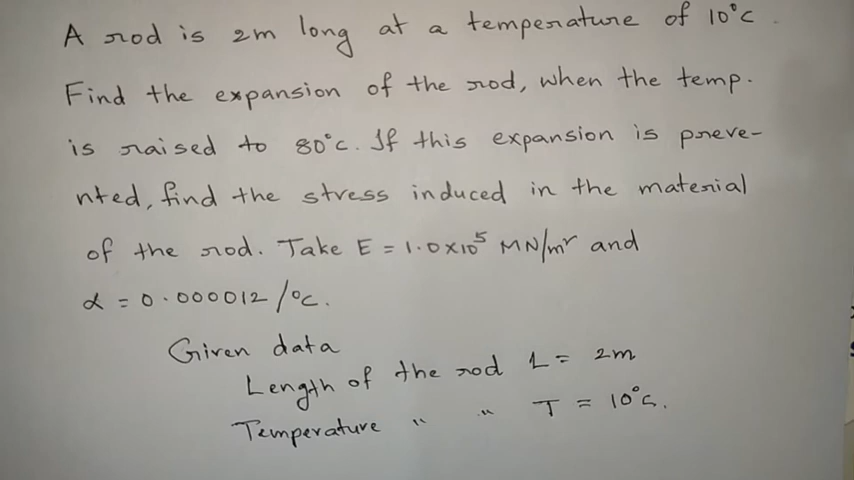 A rod is 2m long at a temperature of 10°c.
Find the expansion of the rod, when the temp.
is raised to 80°c. If this expansion is preve-
nted, find the stress induced in the material
of the rod. Take E = 1.0×10⁵ MN/m² and
α = 0.000012/°c.
Given data
Length of the rod L = 2m
Temperature " " T = 10°c.